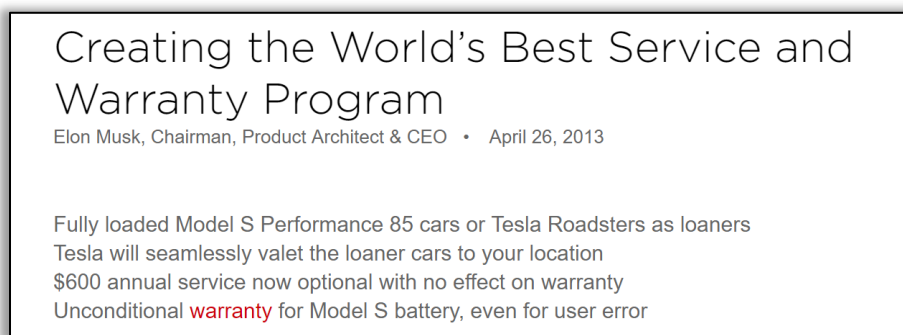 Creating the World’s Best Service and
Warranty Program
Elon Musk, Chairman, Product Architect & CEO • April 26, 2013
Fully loaded Model S Performance 85 cars or Tesla Roadsters as loaners
Tesla will seamlessly valet the loaner cars to your location
$600 annual service now optional with no effect on warranty
Unconditional warranty for Model S battery, even for user error